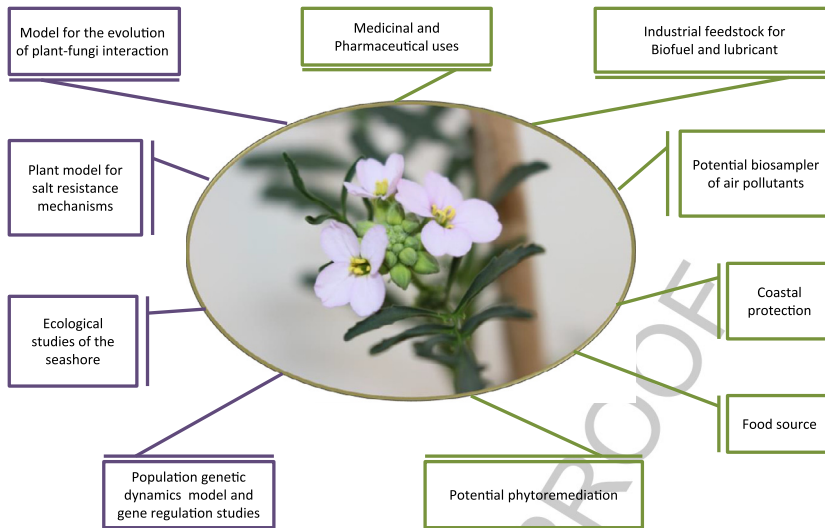 Model for the evolution
of plant-fungi interaction
Medicinal and
Pharmaceutical uses
Industrial feedstock for
Biofuel and lubricant
Plant model for
salt resistance
mechanisms
Potential biosampler
of air pollutants
Ecological
studies of the
seashore
Coastal
protection
Food source
Population genetic
dynamics model and
gene regulation studies
Potential phytoremediation
PROOF